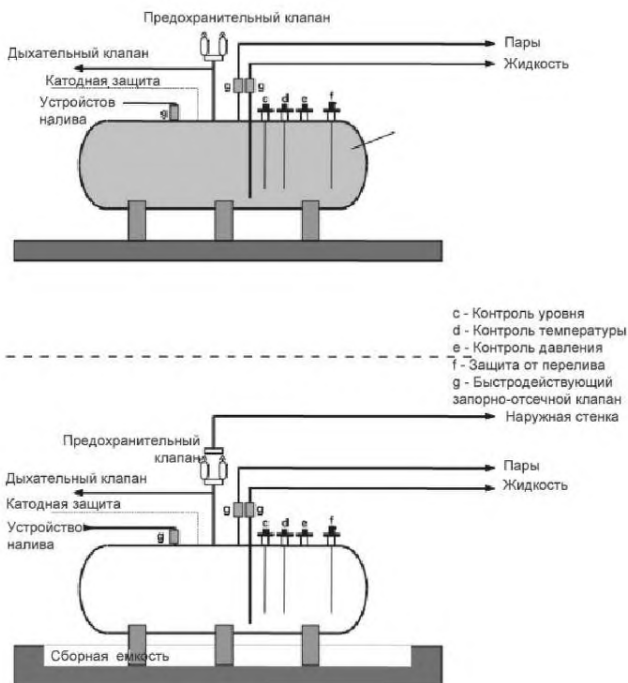 Предохранительный клапан
Дыхательный клапан
Пары
Катодная защита
Жидкость
Устройстов
налива
g
g
g
c
d
e
f
c - Контроль уровня
d - Контроль температуры
e - Контроль давления
f - Защита от перелива
g - Быстродействующий
запорно-отсечной клапан
Наружная стенка
Предохранительный
клапан
Пары
Дыхательный клапан
Жидкость
Катодная защита
Устройство
налива
g
g
g
c
d
e
f
Сборная емкость